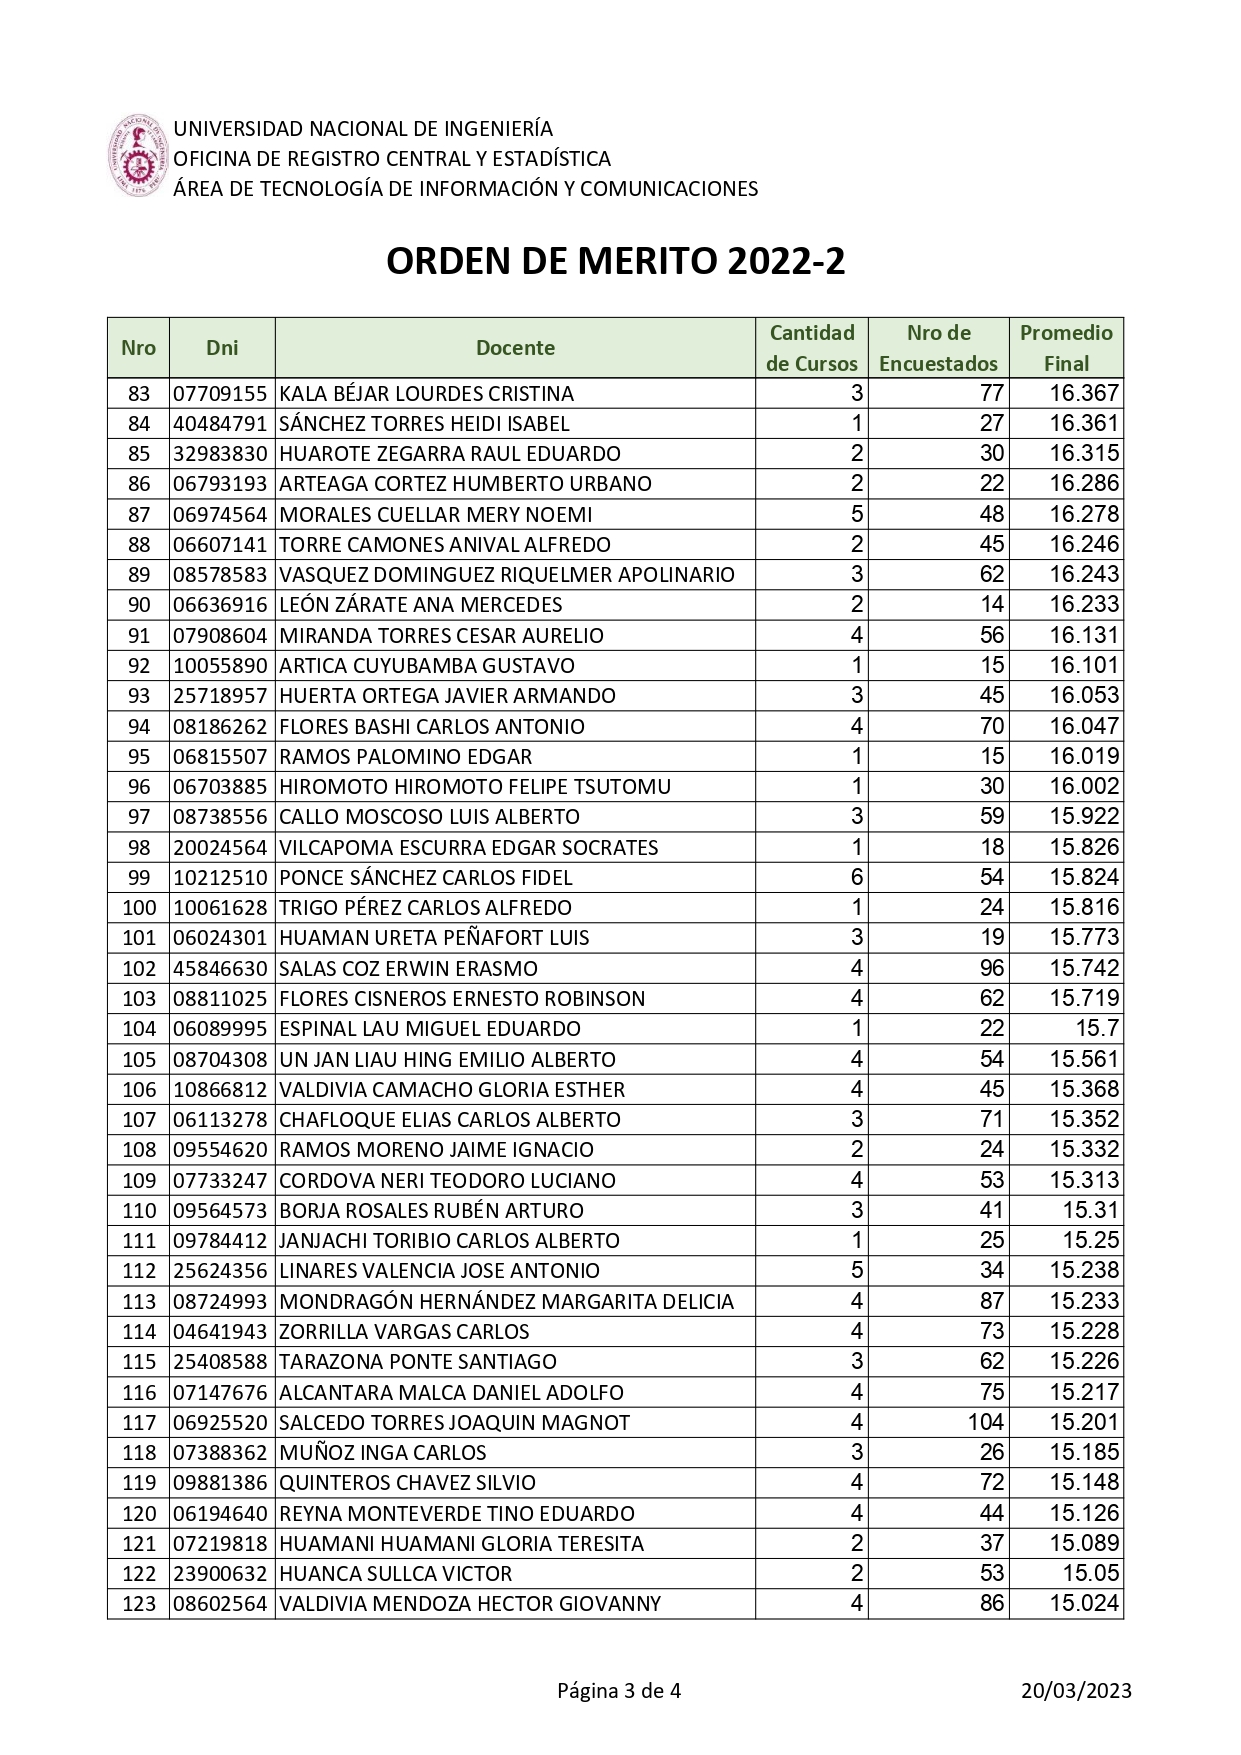 UNIVERSIDAD NACIONAL DE INGENIERÍA
OFICINA DE REGISTRO CENTRAL Y ESTADÍSTICA
ÁREA DE TECNOLOGÍA DE INFORMACIÓN Y COMUNICACIONES
ORDEN DE MERITO 2022-2
Nro Dni Docente Cantidad de Cursos Nro de Encuestados Promedio Final
83 07709155 KALA BÉJAR LOURDES CRISTINA 3 77 16.367
84 40484791 SÁNCHEZ TORRES HEIDI ISABEL 1 27 16.361
85 32983830 HUAROTE ZEGARRA RAUL EDUARDO 2 30 16.315
86 06793193 ARTEAGA CORTEZ HUMBERTO URBANO 2 22 16.286
87 06974564 MORALES CUELLAR MERY NOEMI 5 48 16.278
88 06607141 TORRE CAMONES ANIVAL ALFREDO 2 45 16.246
89 08578583 VASQUEZ DOMINGUEZ RIQUELMER APOLINARIO 3 62 16.243
90 06636916 LEÓN ZÁRATE ANA MERCEDES 2 14 16.233
91 07908604 MIRANDA TORRES CESAR AURELIO 4 56 16.131
92 10055890 ARTICA CUYUBAMBA GUSTAVO 1 15 16.101
93 25718957 HUERTA ORTEGA JAVIER ARMANDO 3 45 16.053
94 08186262 FLORES BASHI CARLOS ANTONIO 4 70 16.047
95 06815507 RAMOS PALOMINO EDGAR 1 15 16.019
96 06703885 HIROMOTO HIROMOTO FELIPE TSUTOMU 1 30 16.002
97 08738556 CALLO MOSCOSO LUIS ALBERTO 3 59 15.922
98 20024564 VILCAPOMA ESCURRA EDGAR SOCRATES 1 18 15.826
99 10212510 PONCE SÁNCHEZ CARLOS FIDEL 6 54 15.824
100 10061628 TRIGO PÉREZ CARLOS ALFREDO 1 24 15.816
101 06024301 HUAMAN URETA PEÑAFORT LUIS 3 19 15.773
102 45846630 SALAS COZ ERWIN ERASMO 4 96 15.742
103 08811025 FLORES CISNEROS ERNESTO ROBINSON 4 62 15.719
104 06089995 ESPINAL LAU MIGUEL EDUARDO 1 22 15.7
105 08704308 UN JAN LIAU HING EMILIO ALBERTO 4 54 15.561
106 10866812 VALDIVIA CAMACHO GLORIA ESTHER 4 45 15.368
107 06113278 CHAFLOQUE ELIAS CARLOS ALBERTO 3 71 15.352
108 09554620 RAMOS MORENO JAIME IGNACIO 2 24 15.332
109 07733247 CORDOVA NERI TEODORO LUCIANO 4 53 15.313
110 09564573 BORJA ROSALES RUBÉN ARTURO 3 41 15.31
111 09784412 JANJACHI TORIBIO CARLOS ALBERTO 1 25 15.25
112 25624356 LINARES VALENCIA JOSE ANTONIO 5 34 15.238
113 08724993 MONDRAGÓN HERNÁNDEZ MARGARITA DELICIA 4 87 15.233
114 04641943 ZORRILLA VARGAS CARLOS 4 73 15.228
115 25408588 TARAZONA PONTE SANTIAGO 3 62 15.226
116 07147676 ALCANTARA MALCA DANIEL ADOLFO 4 75 15.217
117 06925520 SALCEDO TORRES JOAQUIN MAGNOT 4 104 15.201
118 07388362 MUÑOZ INGA CARLOS 3 26 15.185
119 09881386 QUINTEROS CHAVEZ SILVIO 4 72 15.148
120 06194640 REYNA MONTEVERDE TINO EDUARDO 4 44 15.126
121 07219818 HUAMANI HUAMANI GLORIA TERESITA 2 37 15.089
122 23900632 HUANCA SULLCA VICTOR 2 53 15.05
123 08602564 VALDIVIA MENDOZA HECTOR GIOVANNY 4 86 15.024
Página 3 de 4 20/03/2023